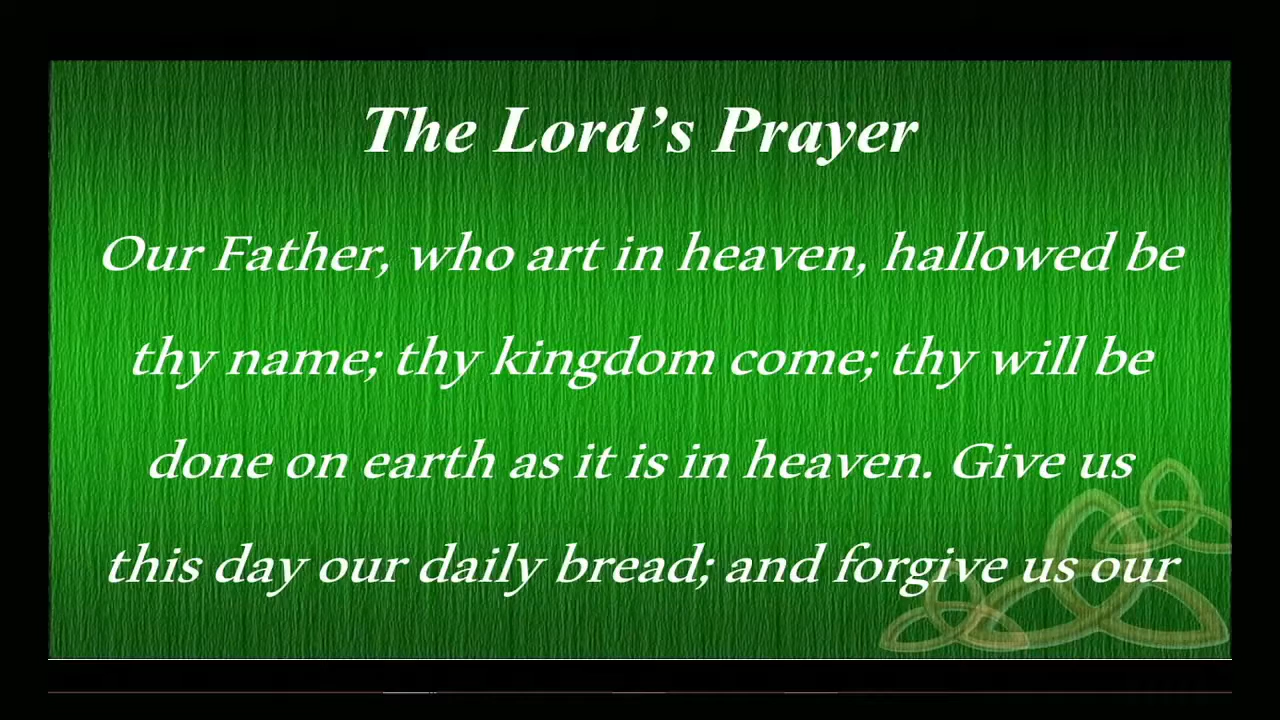 The Lord’s Prayer
Our Father, who art in heaven, hallowed be
thy name; thy kingdom come; thy will be
done on earth as it is in heaven. Give us
this day our daily bread; and forgive us our